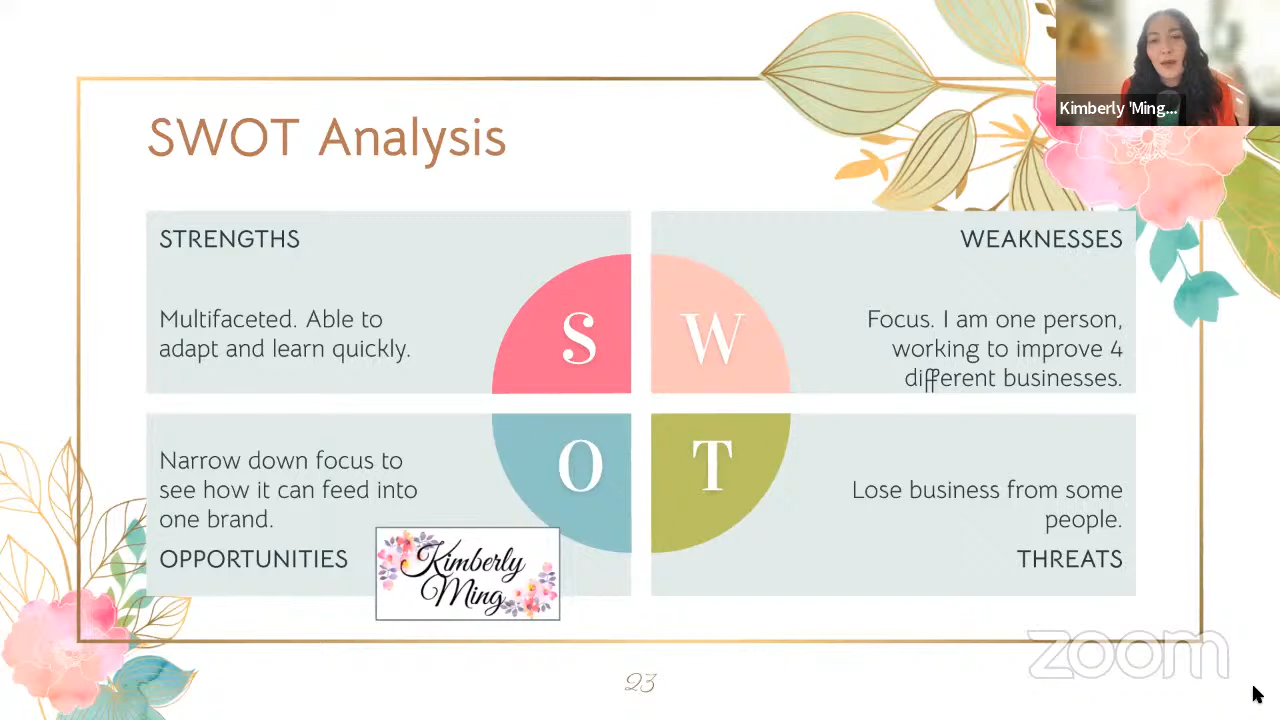 Kimberly 'Ming...
SWOT Analysis
STRENGTHS
Multifaceted. Able to
adapt and learn quickly.
S
WEAKNESSES
Focus. I am one person,
working to improve 4
different businesses.
W
Narrow down focus to
see how it can feed into
one brand.
OPPORTUNITIES
O
Kimberly
Ming
T
Lose business from some
people.
THREATS
zoom
23